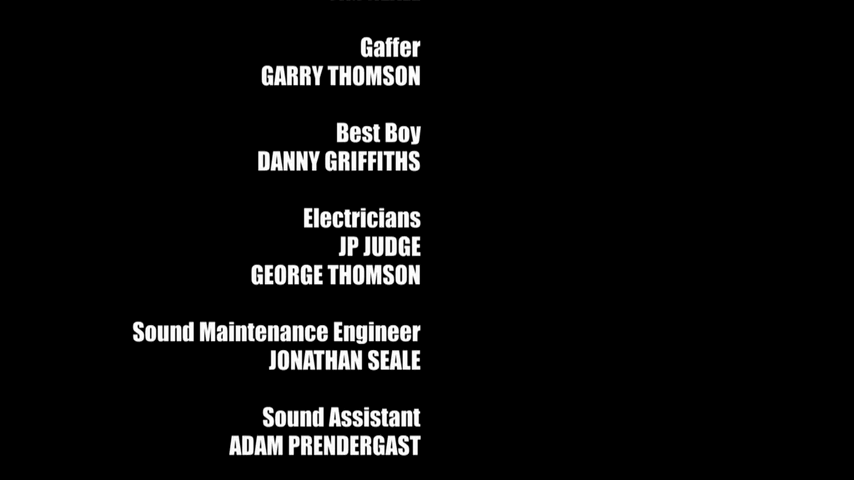 Gaffer
GARRY THOMSON
Best Boy
DANNY GRIFFITHS
Electricians
JP JUDGE
GEORGE THOMSON
Sound Maintenance Engineer
JONATHAN SEALE
Sound Assistant
ADAM PRENDERGAST